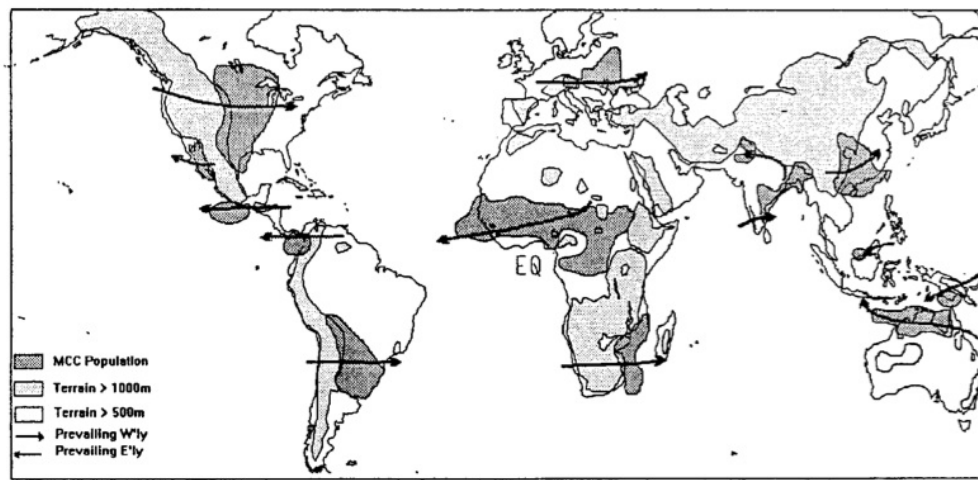 EQ
MCC Population
Terrain > 1000m
Terrain > 500m
Prevailing W'ly
Prevailing E'ly